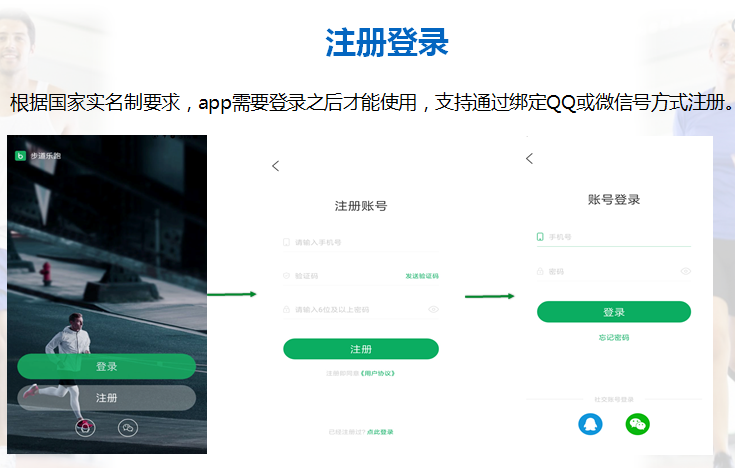 注册登录
根据国家实名制要求，app需要登录之后才能使用，支持通过绑定QQ或微信号方式注册。
步道乐跑
登录
注册
注册账号
请输入手机号
验证码
发送验证码
请输入6位及以上密码
注册
注册即同意《用户协议》
已经注册过? 点此登录
账号登录
手机号
密码
登录
忘记密码
社交账号登录